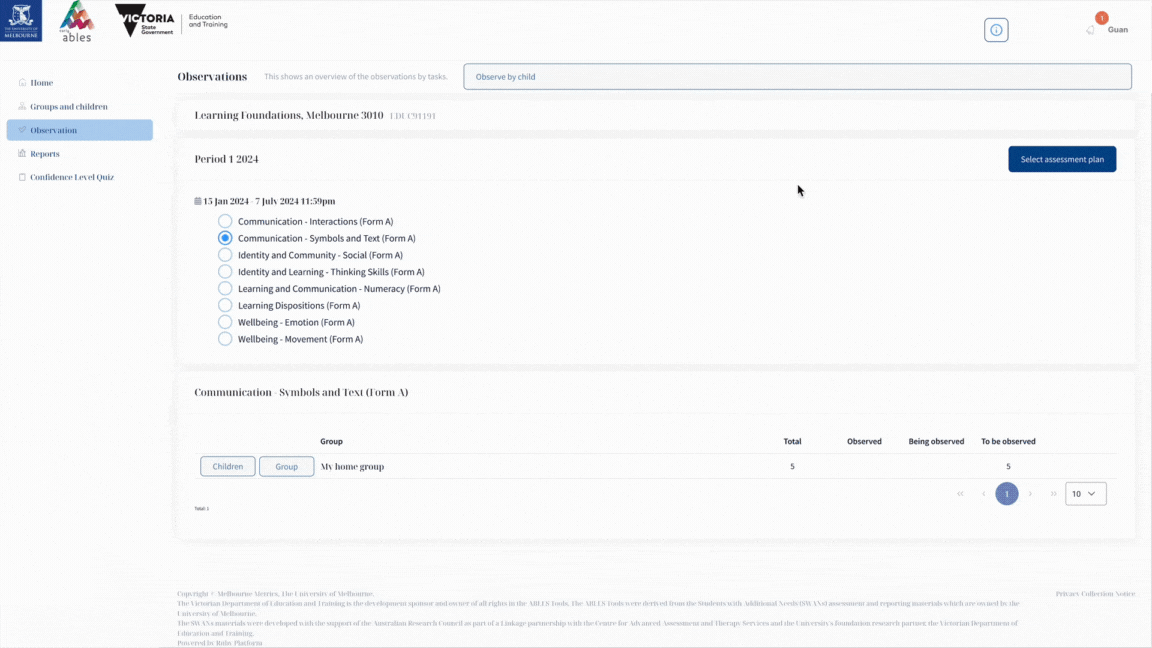 THE UNIVERSITY OF
MELBOURNE
ables
VICTORIA
State
Government
Education
and Training
1
Guan
Home
Groups and children
Observation
Reports
Confidence Level Quiz
Observations
This shows an overview of the observations by tasks.
Observe by child
Learning Foundations, Melbourne 3010
Period 1 2024
Select assessment plan
15 Jan 2024 - 7 July 2024 11:59pm
Communication - Interactions (Form A)
Communication - Symbols and Text (Form A)
Identity and Community - Social (Form A)
Identity and Learning - Thinking Skills (Form A)
Learning and Communication - Numeracy (Form A)
Learning Dispositions (Form A)
Wellbeing - Emotion (Form A)
Wellbeing - Movement (Form A)
Communication - Symbols and Text (Form A)
Group Total Observed Being observed To be observed
Children Group My home group 5 5
« ‹ 1 › » 10
Total: 1
Copyright © Melbourne Metrics, The University of Melbourne.
Privacy Collection Notice
The Victorian Department of Education and Training is the development sponsor and owner of all rights in the ABLES Tools. The ABLES Tools were derived from the Students with Additional Needs (SWANs) assessment and reporting materials which are owned by the
University of Melbourne.
The SWANs materials were developed with the support of the Australian Research Council as part of a Linkage partnership with the Centre for Advanced Assessment and Therapy Services and the University's foundation research partner, the Victorian Department of
Education and Training.
Powered by Ruby Platform